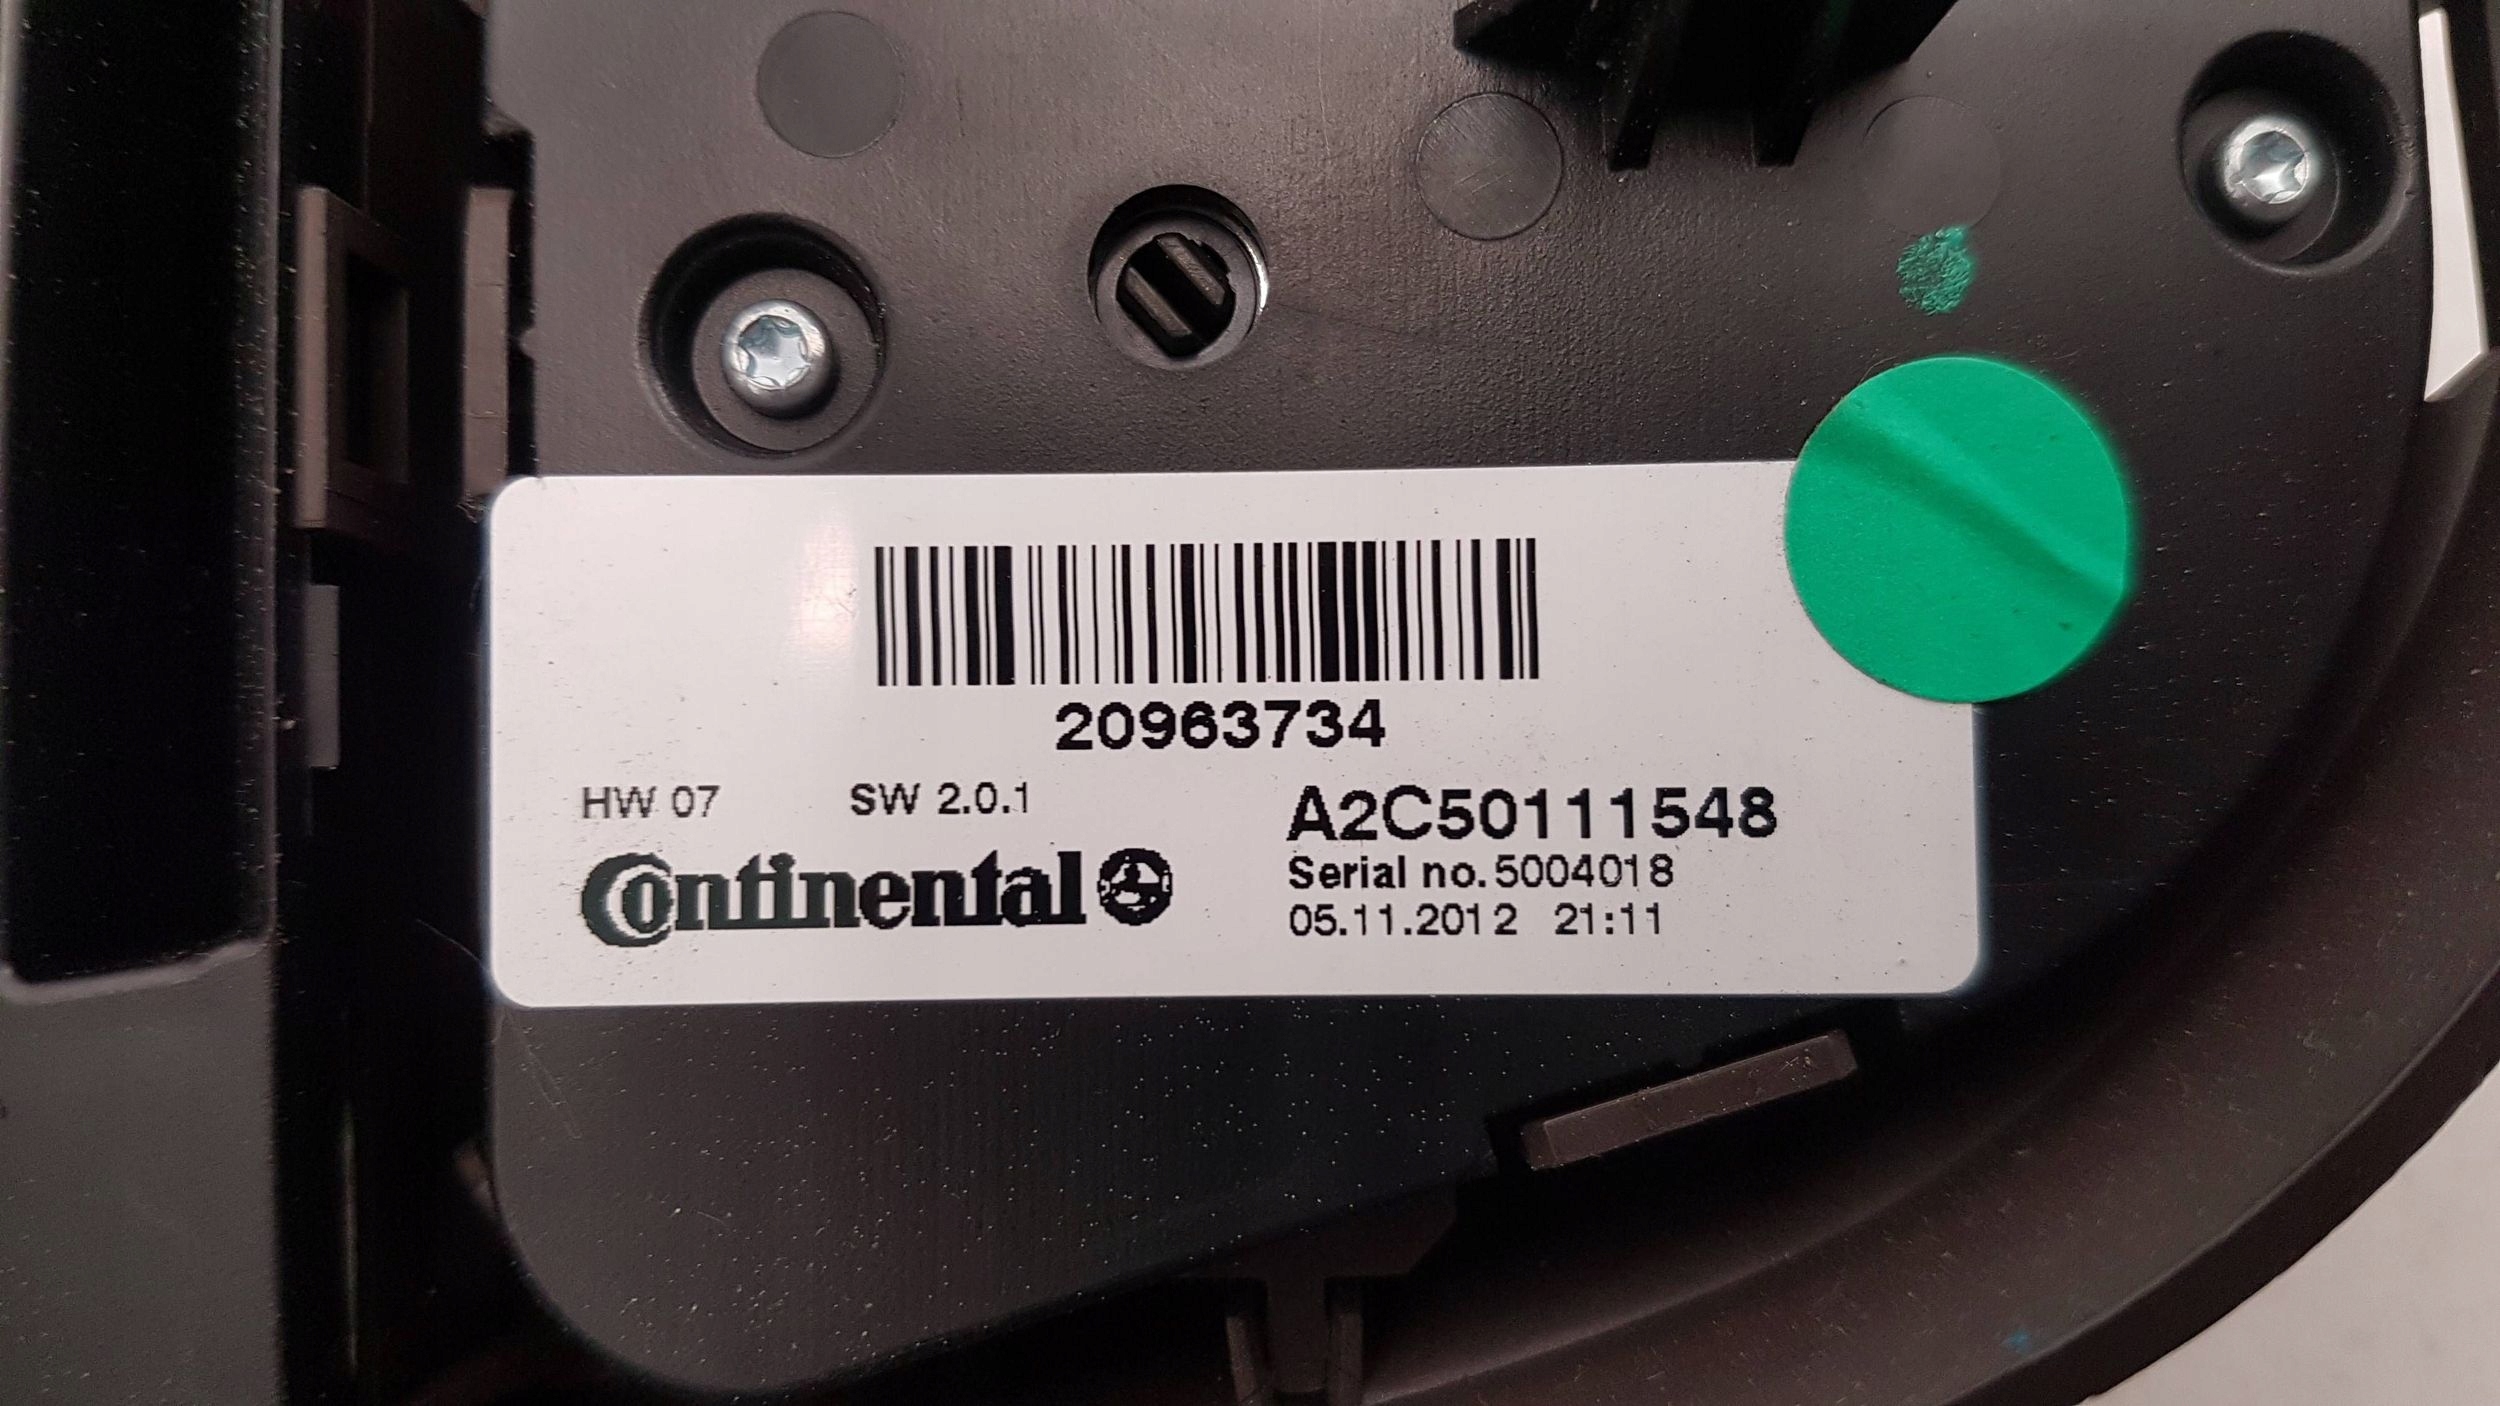 20963734
HW 07 SW 2.0.1
A2C50111548
Continental
Serial no.5004018
05.11.2012 21:11